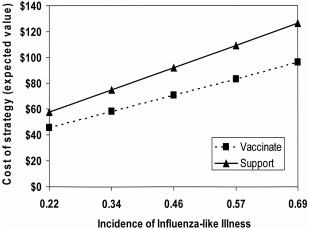 Cost of strategy (expected value)
$140
$120
$100
$80
$60
$40
$20
$0
Vaccinate
Support
0.22 0.34 0.46 0.57 0.69
Incidence of Influenza-like Illness